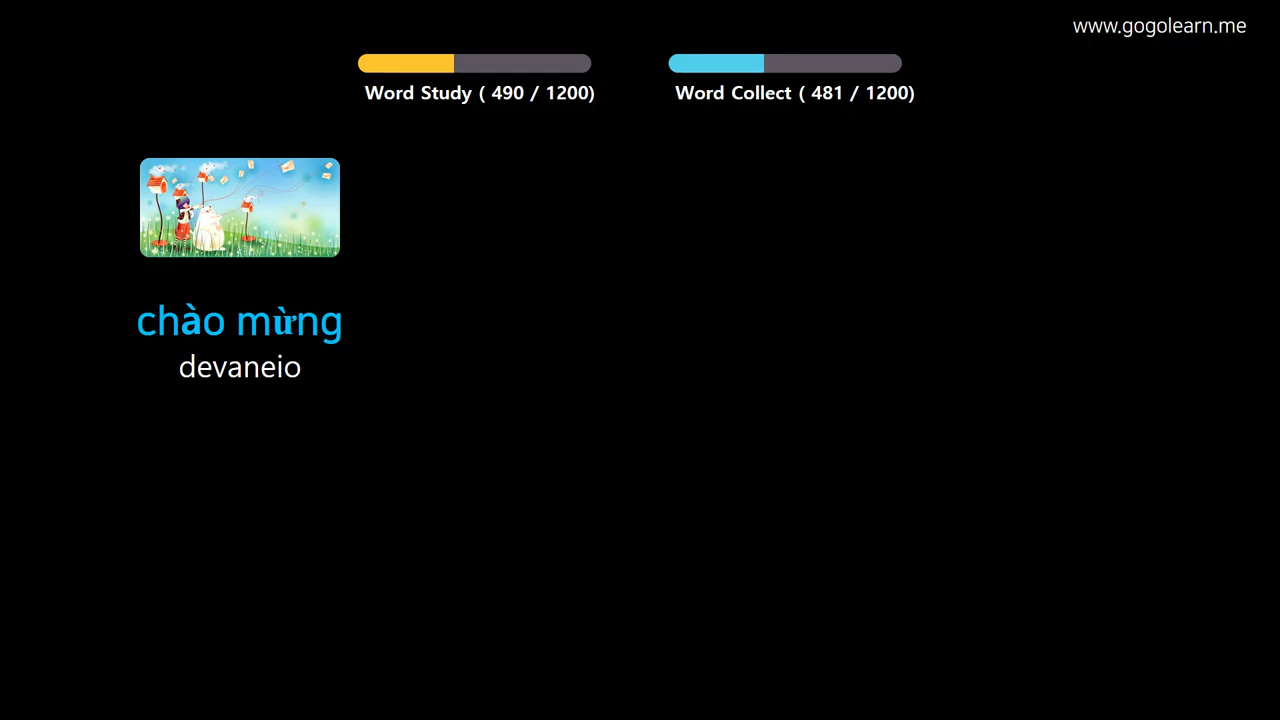 www.gogolearn.me
Word Study ( 490 / 1200)
Word Collect ( 481 / 1200)
chào mừng
devaneio